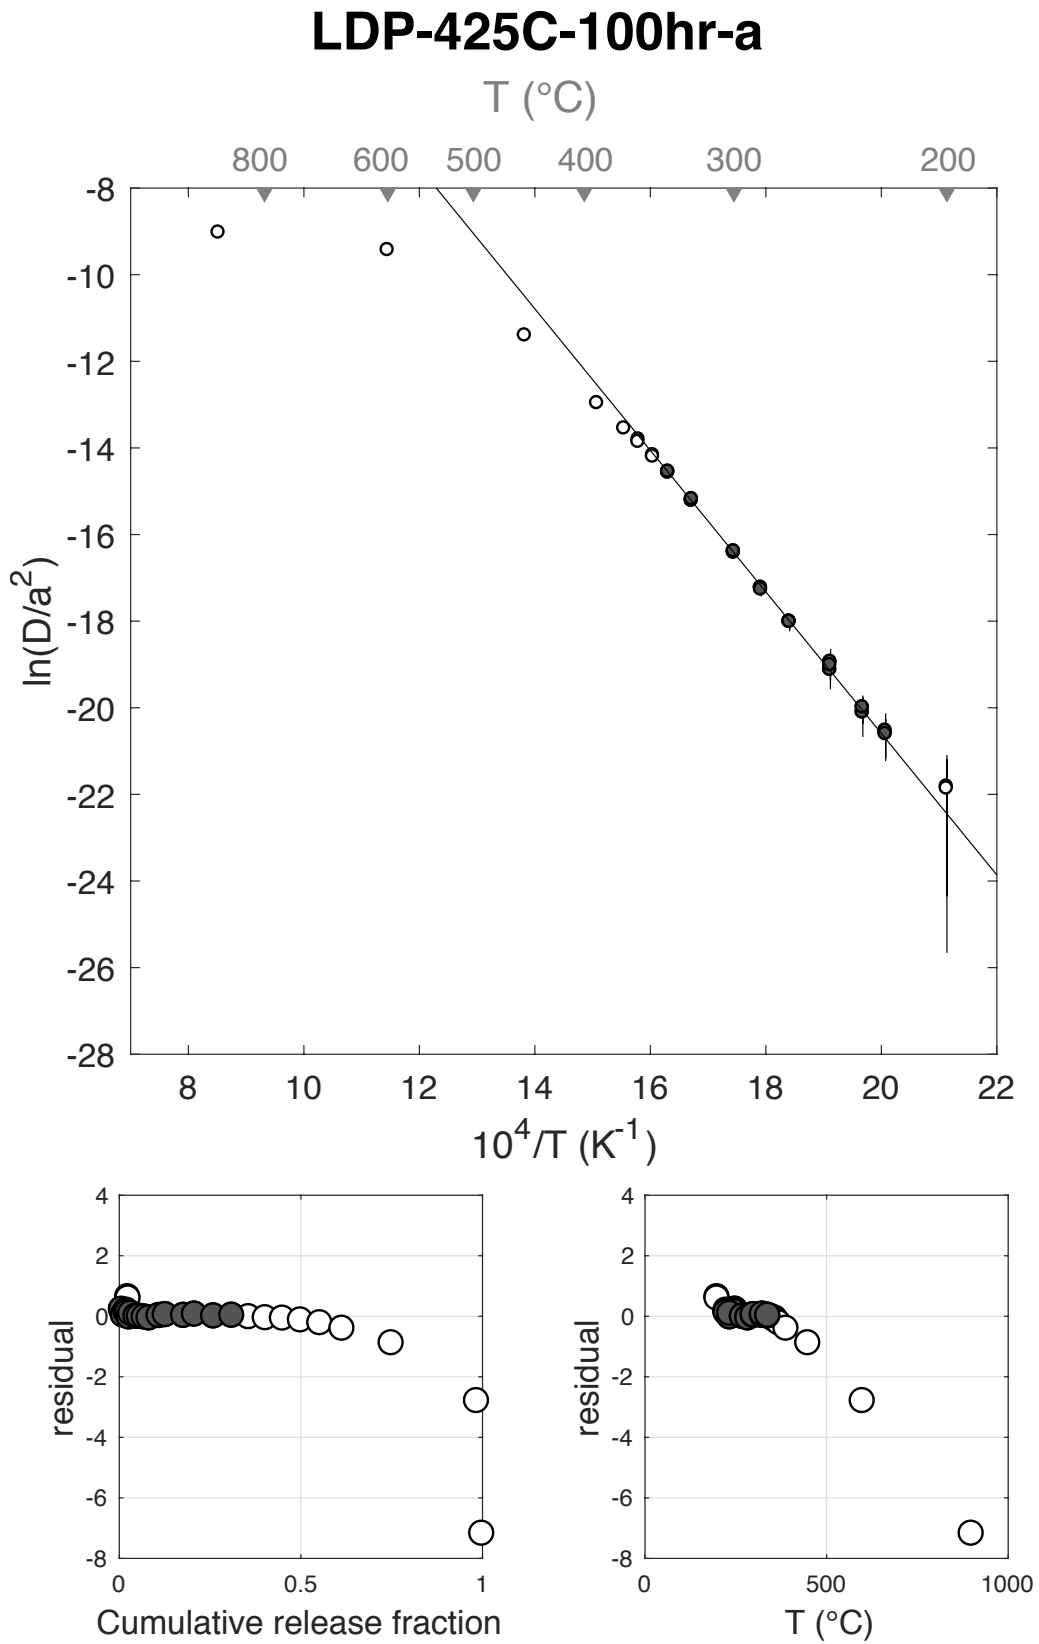 LDP-425C-100hr-a
T (°C)
800 600 500 400 300 200
-8
-10
-12
-14
-16
-18
-20
-22
-24
-26
-28
ln(D/a²)
8 10 12 14 16 18 20 22
10⁴/T (K⁻¹)
4
2
0
-2
-4
-6
-8
residual
0 0.5 1
Cumulative release fraction
4
2
0
-2
-4
-6
-8
residual
0 500 1000
T (°C)